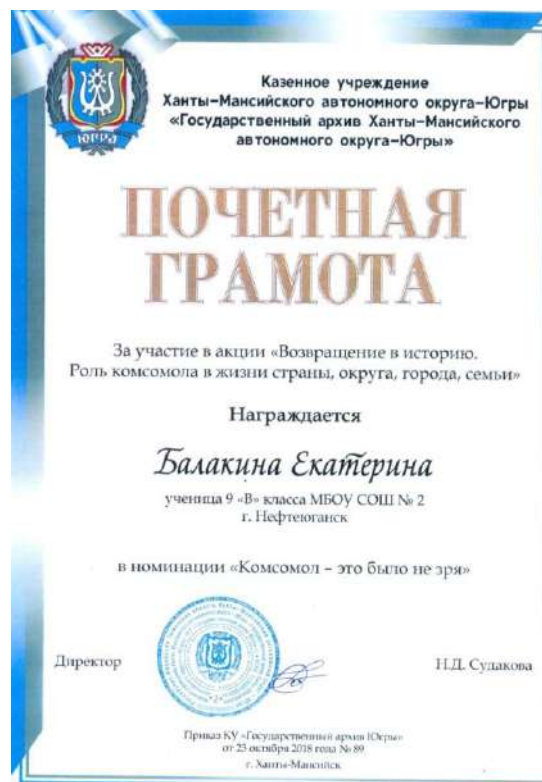 ЮГРА
Казенное учреждение
Ханты-Мансийского автономного округа-Югры
«Государственный архив Ханты-Мансийского
автономного округа-Югры»
ПОЧЕТНАЯ
ГРАМОТА
За участие в акции «Возвращение в историю.
Роль комсомола в жизни страны, округа, города, семьи»
Награждается
Балакина Екатерина
ученица 9 «В» класса МБОУ СОШ № 2
г. Нефтеюганск
в номинации «Комсомол – это было не зря»
Директор
Н.Д. Судакова
Приказ КУ «Государственный архив Югры»
от 23 октября 2018 года № 89
г. Ханты-Мансийск